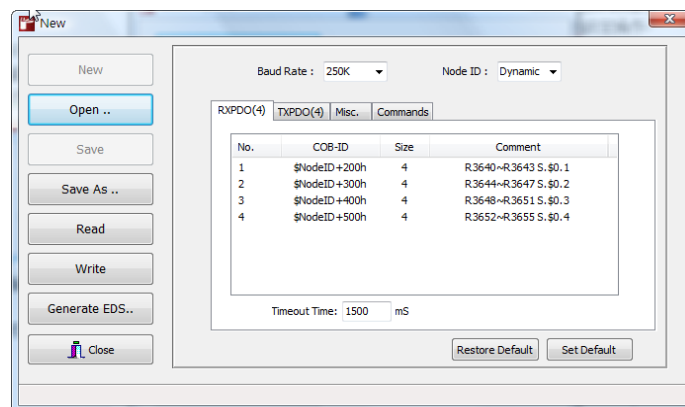 New
New
Open ..
Save
Save As ..
Read
Write
Generate EDS..
Close
Baud Rate : 250K Node ID : Dynamic
RXPDO(4) TXPDO(4) Misc. Commands
No. COB-ID Size Comment
1 $NodeID+200h 4 R3640~R3643 S.$0.1
2 $NodeID+300h 4 R3644~R3647 S.$0.2
3 $NodeID+400h 4 R3648~R3651 S.$0.3
4 $NodeID+500h 4 R3652~R3655 S.$0.4
Timeout Time: 1500 mS
Restore Default Set Default